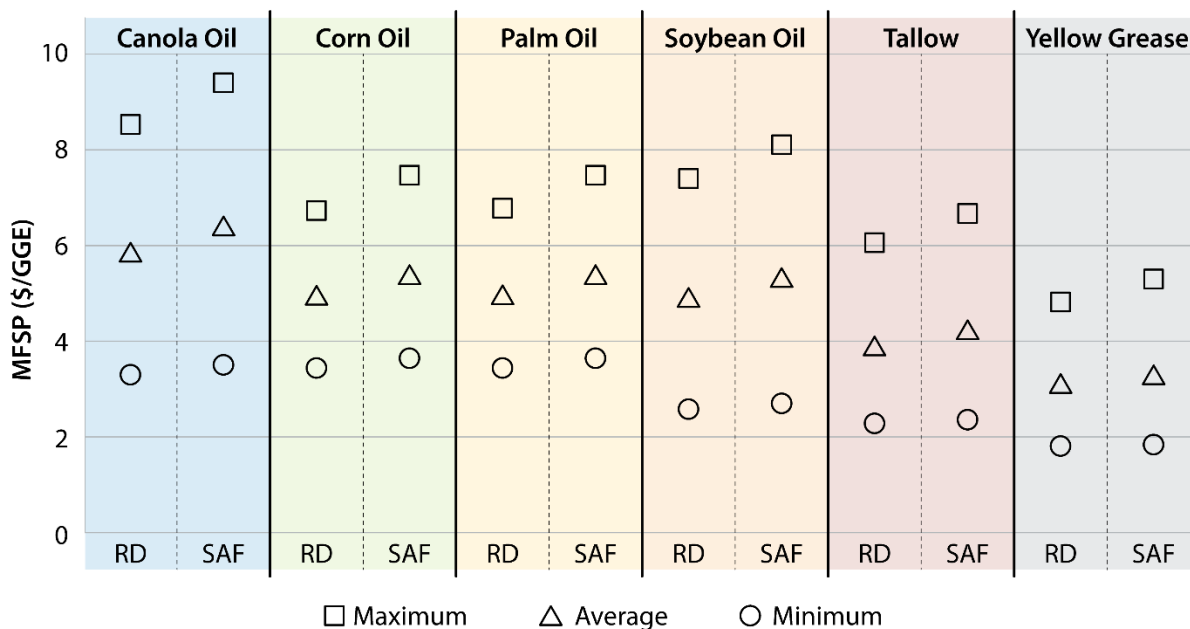 Canola Oil Corn Oil Palm Oil Soybean Oil Tallow Yellow Grease
MFSP ($/GGE)
10
8
6
4
2
0
RD SAF RD SAF RD SAF RD SAF RD SAF RD SAF
Maximum Average Minimum